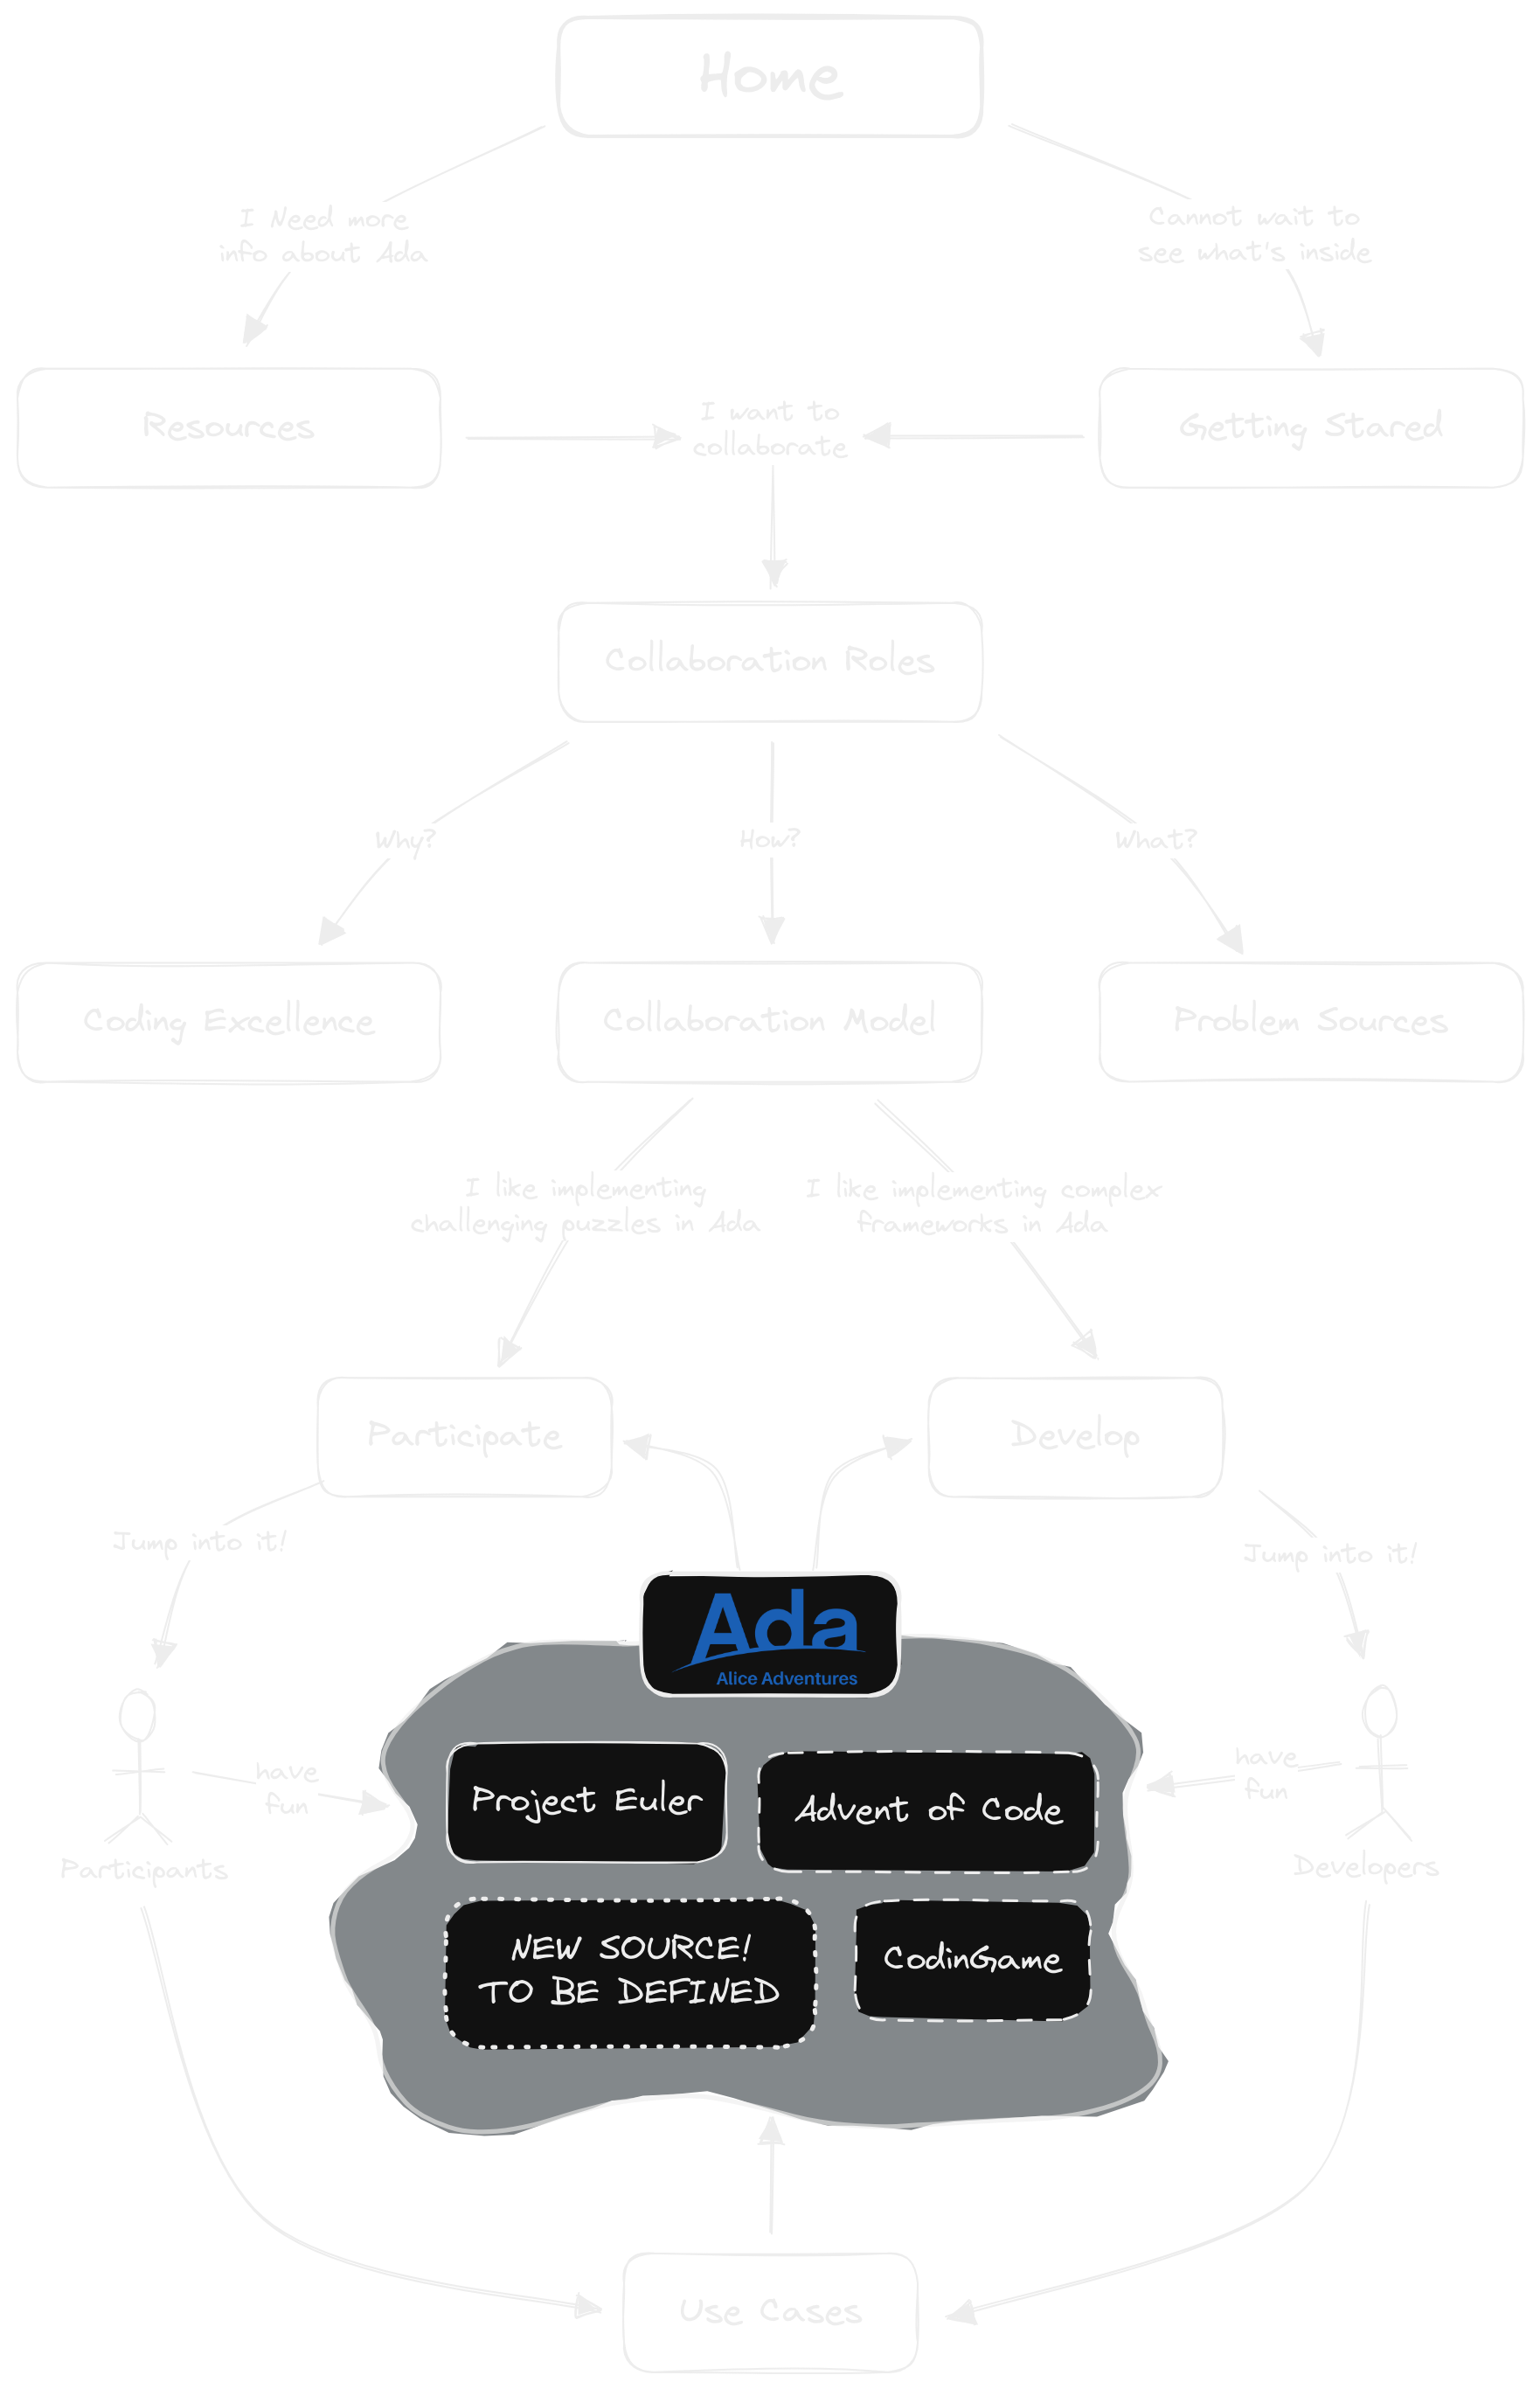 Home
I Need more
info about Ada
Cannot wait to
see what's inside
Resources
I want to
collaborate
Getting Stared
Collaboration Roles
Why?
How?
What?
Coding Excellence
Collaboration Model
Problem Sources
I like implementing
challenging puzzles in Ada
I like implementing complex
frameworks in Ada
Participate
Develop
Jump into it!
Jump into it!
Ada
Alice Adventures
have
fun
Project Euler
Advent of Code
have
fun
Participants
Developers
NEW SOURCE!
TO BE DEFINED
CodinGame
Use Cases